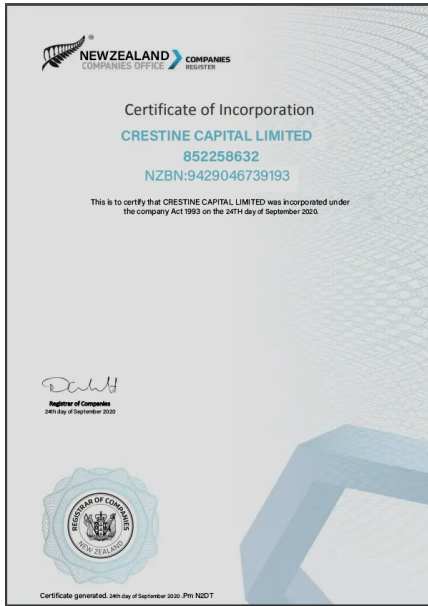 ®
NEWZEALAND
COMPANIES OFFICE
COMPANIES
REGISTER
Certificate of Incorporation
CRESTINE CAPITAL LIMITED
852258632
NZBN:9429046739193
This is to certify that CRESTINE CAPITAL LIMITED was incorporated under
the company Act 1993 on the 24TH day of September 2020.
Registrar of Companies
24th day of September 2020
REGISTRAR OF COMPANIES
NEW ZEALAND
Certificate generated. 24th day of September 2020 .Pm N2DT